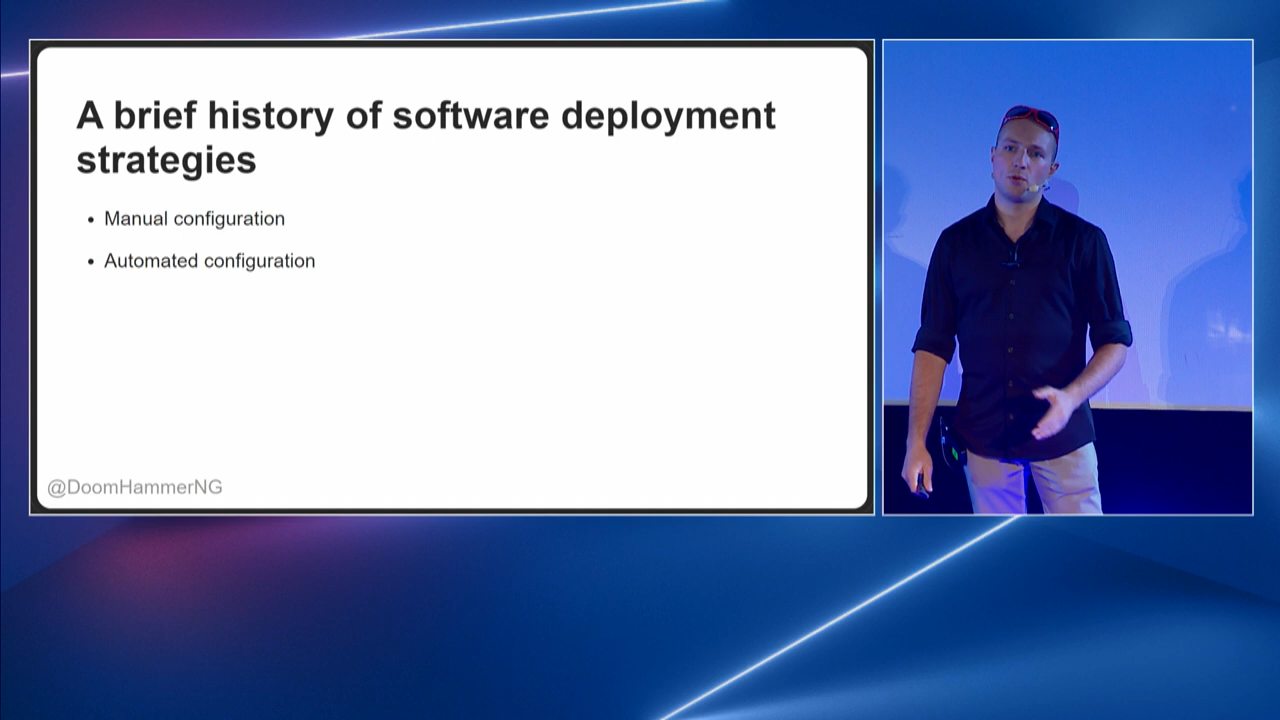 A brief history of software deployment
strategies
• Manual configuration
• Automated configuration
@DoomHammerNG